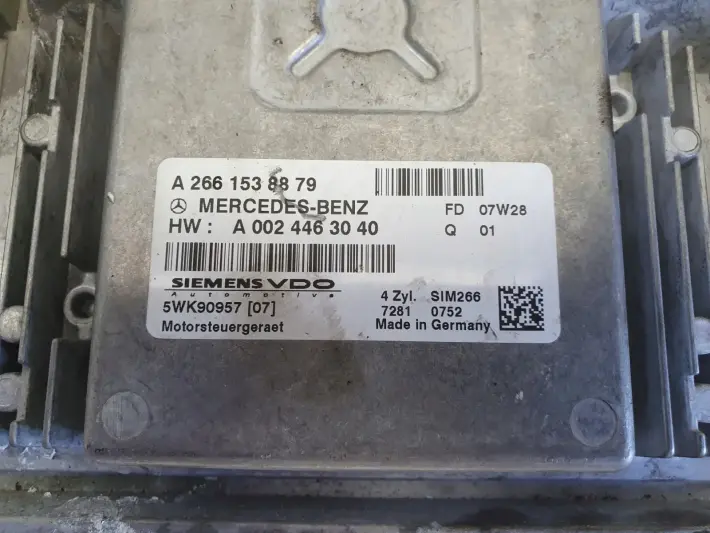 A 266 153 88 79
MERCEDES-BENZ
FD 07W28
HW : A 002 446 30 40
Q 01
SIEMENS VDO
Automotive
5WK90957 [07]
4 Zyl. SIM266
7281 0752
Motorsteuergeraet
Made in Germany